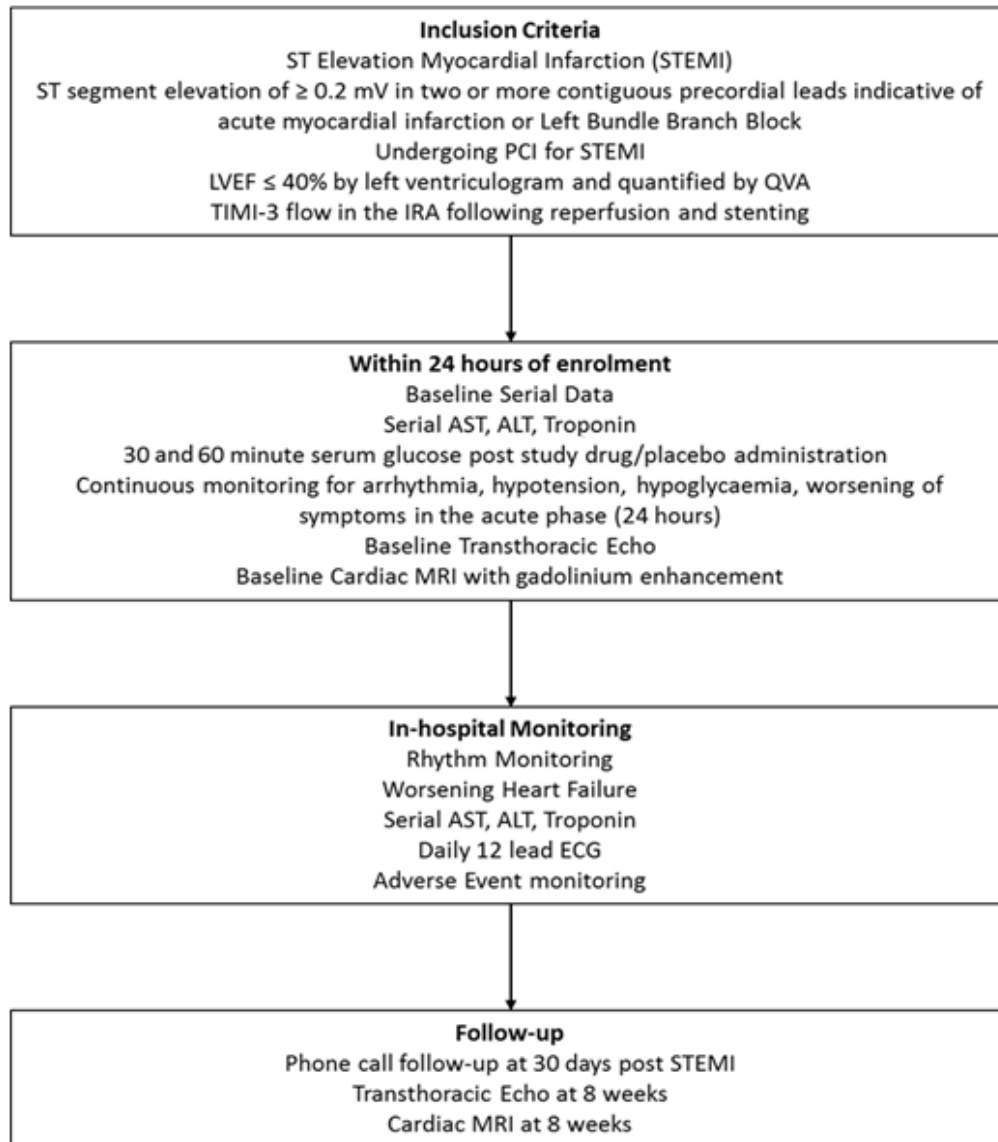 Inclusion Criteria
ST Elevation Myocardial Infarction (STEMI)
ST segment elevation of ≥ 0.2 mV in two or more contiguous precordial leads indicative of
acute myocardial infarction or Left Bundle Branch Block
Undergoing PCI for STEMI
LVEF ≤ 40% by left ventriculogram and quantified by QVA
TIMI-3 flow in the IRA following reperfusion and stenting
Within 24 hours of enrolment
Baseline Serial Data
Serial AST, ALT, Troponin
30 and 60 minute serum glucose post study drug/placebo administration
Continuous monitoring for arrhythmia, hypotension, hypoglycaemia, worsening of
symptoms in the acute phase (24 hours)
Baseline Transthoracic Echo
Baseline Cardiac MRI with gadolinium enhancement
In-hospital Monitoring
Rhythm Monitoring
Worsening Heart Failure
Serial AST, ALT, Troponin
Daily 12 lead ECG
Adverse Event monitoring
Follow-up
Phone call follow-up at 30 days post STEMI
Transthoracic Echo at 8 weeks
Cardiac MRI at 8 weeks